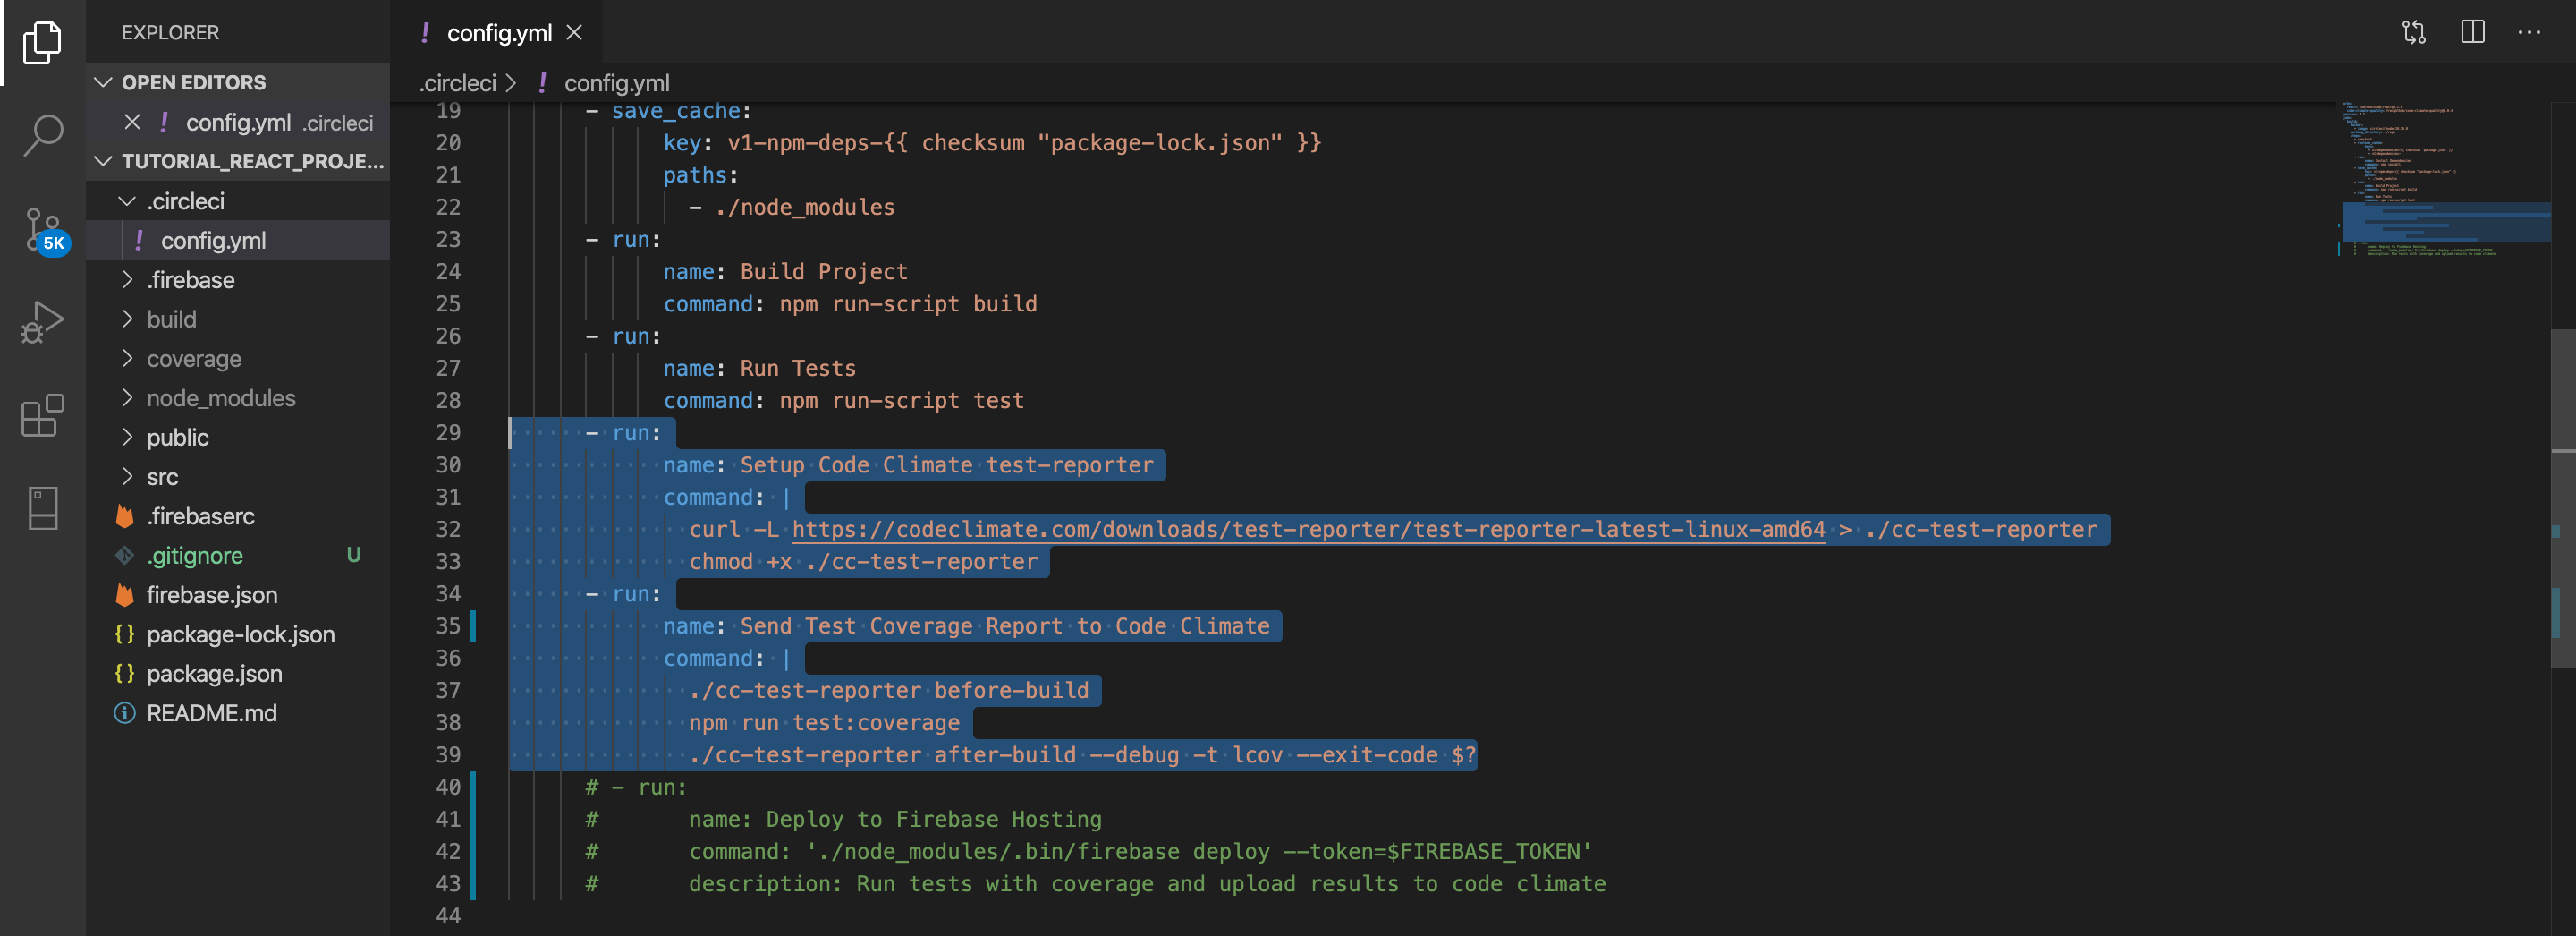 EXPLORER
OPEN EDITORS
config.yml .circleci
TUTORIAL_REACT_PROJE...
.circleci
config.yml
.firebase
build
coverage
node_modules
public
src
.firebaserc
.gitignore U
firebase.json
package-lock.json
package.json
README.md
5K
! config.yml
.circleci > ! config.yml
19 - save_cache:
20 key: v1-npm-deps-{{ checksum "package-lock.json" }}
21 paths:
22 - ./node_modules
23 - run:
24 name: Build Project
25 command: npm run-script build
26 - run:
27 name: Run Tests
28 command: npm run-script test
29 - run:
30 name: Setup Code Climate test-reporter
31 command: |
32 curl -L https://codeclimate.com/downloads/test-reporter/test-reporter-latest-linux-amd64 > ./cc-test-reporter
33 chmod +x ./cc-test-reporter
34 - run:
35 name: Send Test Coverage Report to Code Climate
36 command: |
37 ./cc-test-reporter before-build
38 npm run test:coverage
39 ./cc-test-reporter after-build --debug -t lcov --exit-code $?
40 # - run:
41 # name: Deploy to Firebase Hosting
42 # command: './node_modules/.bin/firebase deploy --token=$FIREBASE_TOKEN'
43 # description: Run tests with coverage and upload results to code climate
44